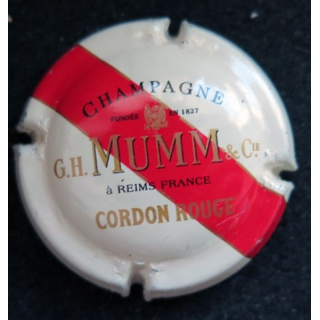 CHAMPAGNE
FONDÉE EN 1827
G.H. MUMM & CIE
à REIMS FRANCE
CORDON ROUGE